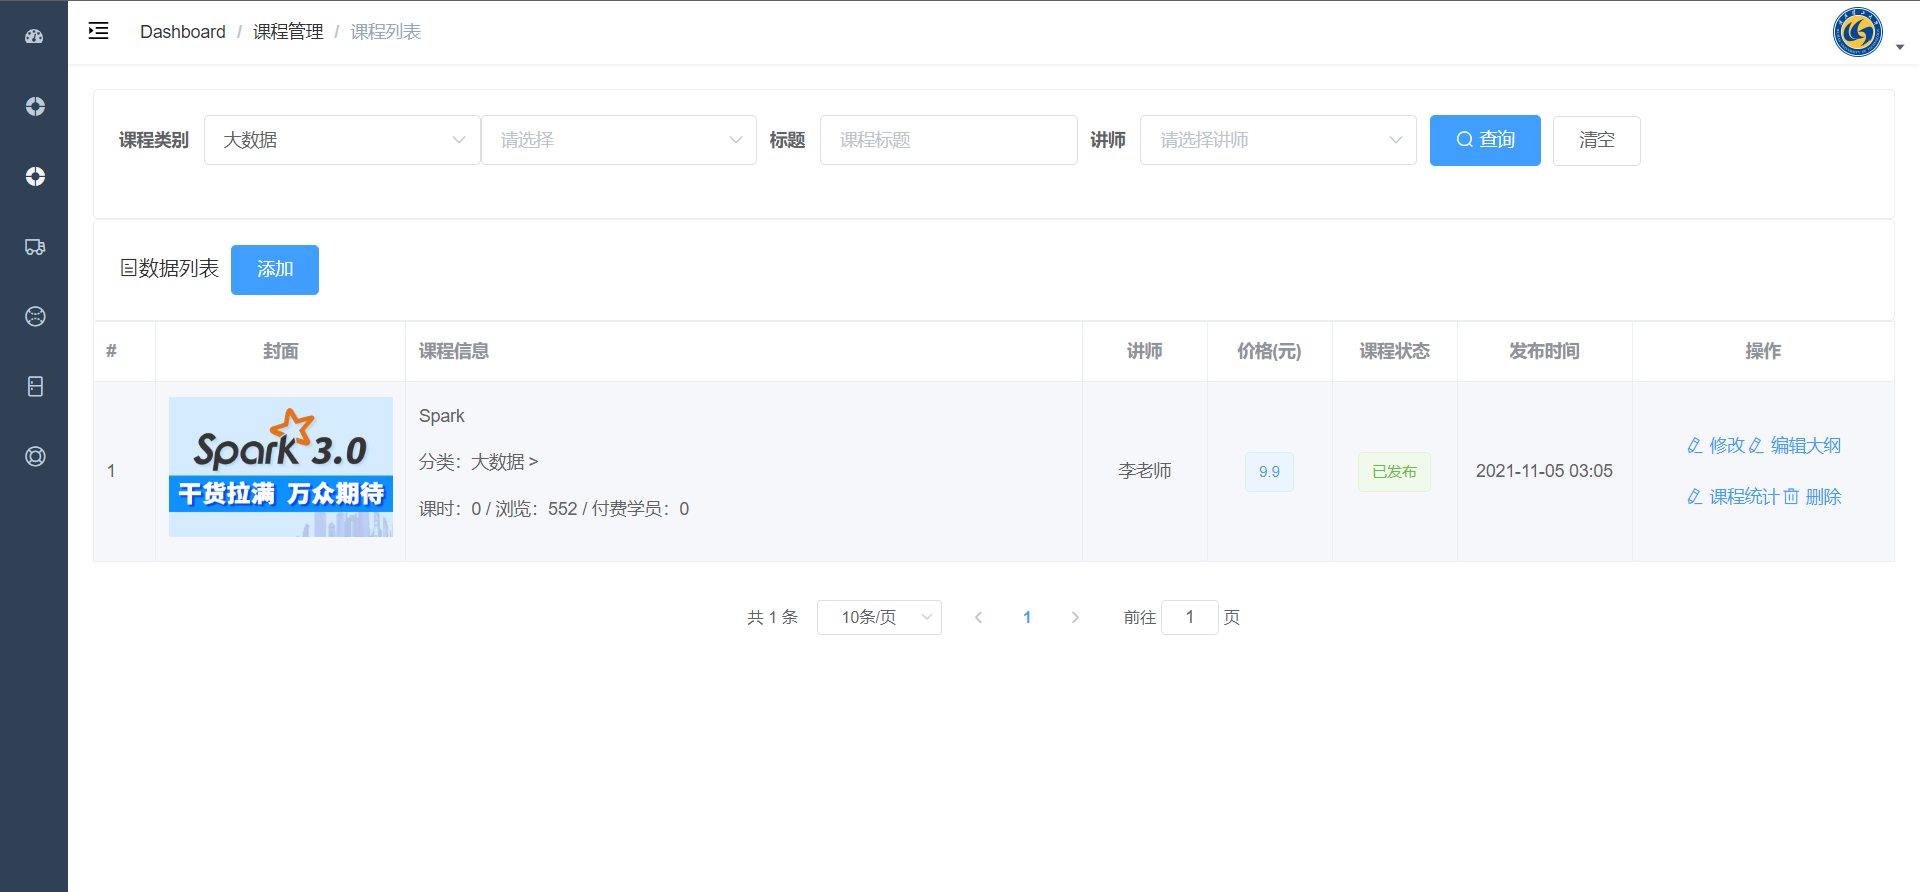 Dashboard / 课程管理 / 课程列表
课程类别 大数据 请选择 标题 课程标题 讲师 请选择讲师 查询 清空
数据列表 添加
# 封面 课程信息 讲师 价格(元) 课程状态 发布时间 操作
1
Spark 3.0
干货拉满 万众期待
Spark
分类：大数据 >
课时：0 / 浏览：552 / 付费学员：0
李老师 9.9 已发布 2021-11-05 03:05
修改 编辑大纲
课程统计 删除
共 1 条 10条/页 1 前往 1 页